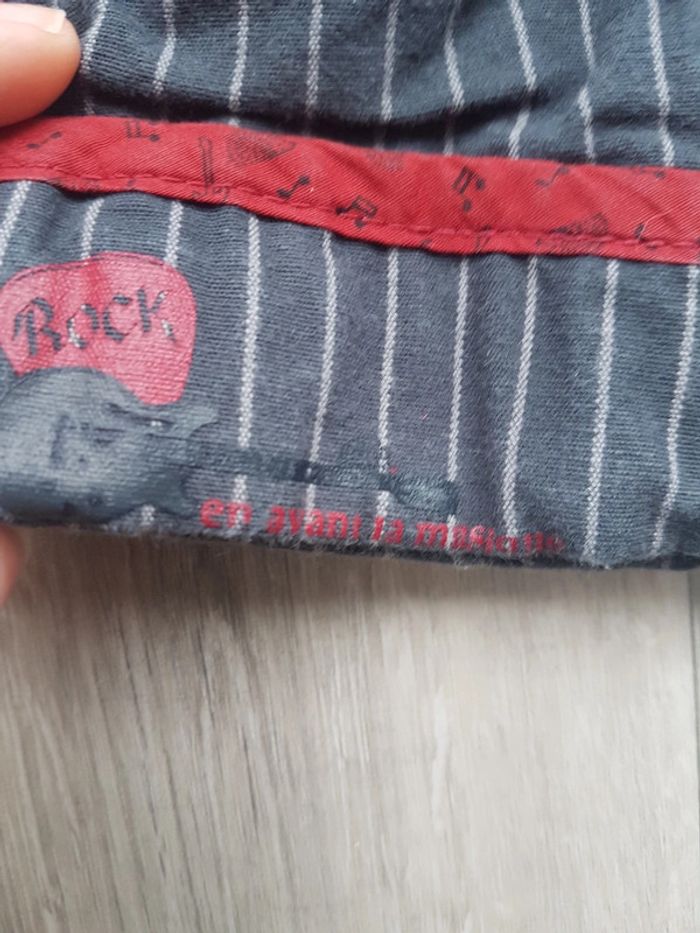 Rock
en avant la musique